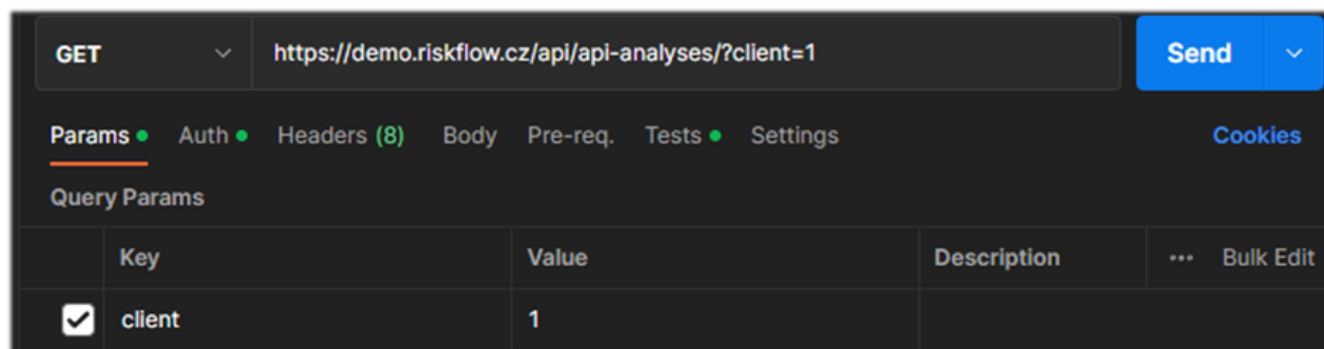 GET https://demo.riskflow.cz/api/api-analyses/?client=1 Send
Params Auth Headers (8) Body Pre-req. Tests Settings Cookies
Query Params
Key Value Description ••• Bulk Edit
client 1